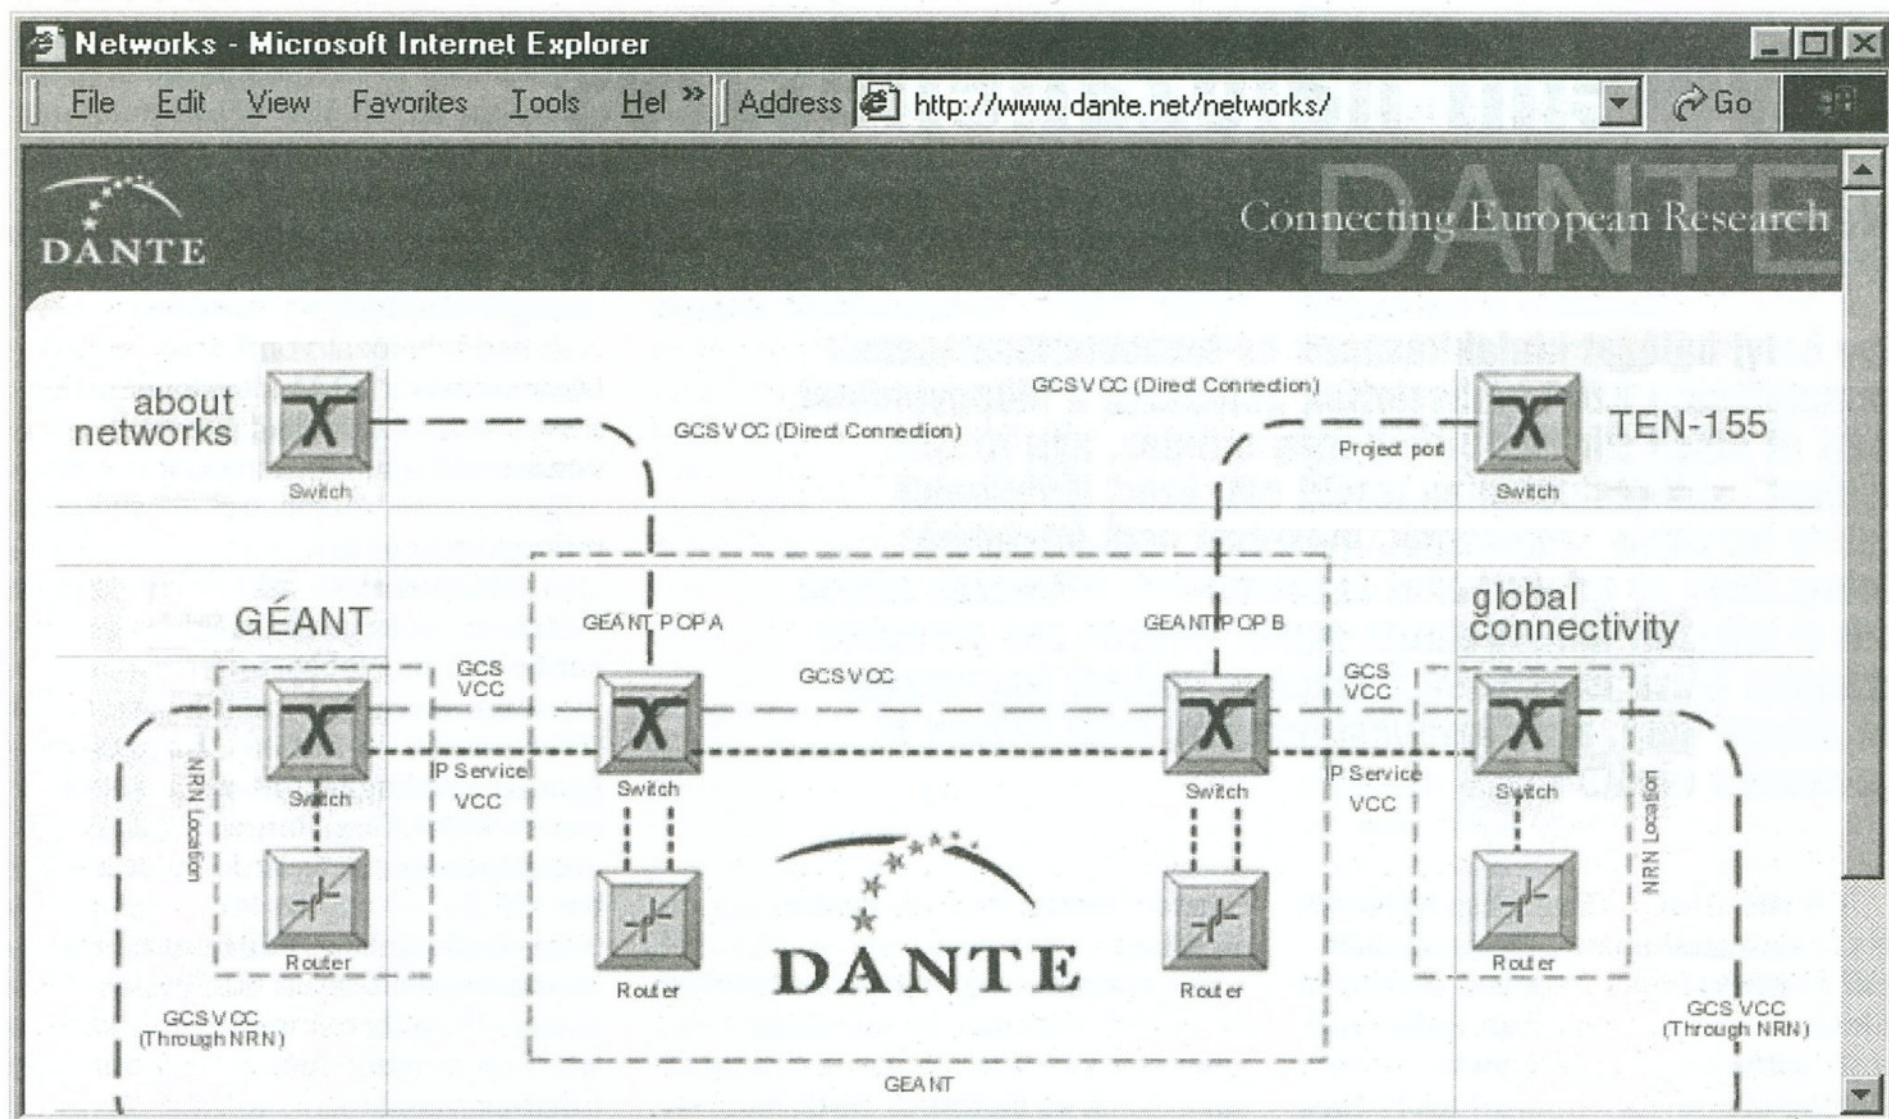 Networks - Microsoft Internet Explorer
File Edit View Favorites Tools Hel » Address http://www.dante.net/networks/ Go
DANTE
DANTE
Connecting European Research
about
networks
Switch
GCS VCC (Direct Connection)
GCS VCC (Direct Connection)
Project port
Switch
TEN-155
GÉANT
GEANT POP A
GEANT POP B
global
connectivity
GCS
VCC
GCS VCC
GCS
VCC
NRN Location
Switch
IP Service
VCC
Switch
Switch
IP Service
VCC
Switch
NRN Location
Router
Router
DANTE
Router
Router
GCS VCC
(Through NRN)
GCS VCC
(Through NRN)
GEANT